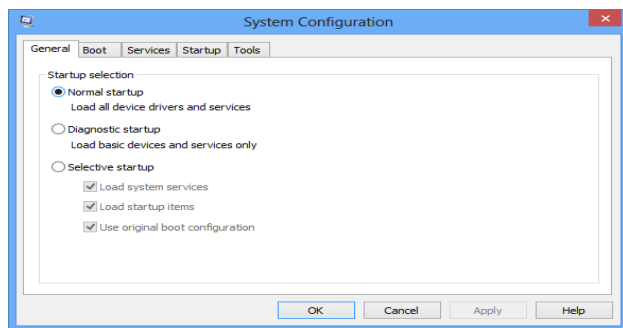 System Configuration
General Boot Services Startup Tools
Startup selection
Normal startup
Load all device drivers and services
Diagnostic startup
Load basic devices and services only
Selective startup
Load system services
Load startup items
Use original boot configuration
OK Cancel Apply Help